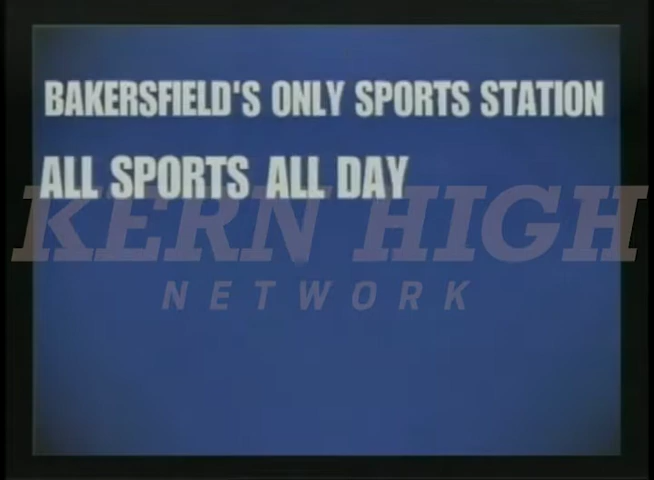 BAKERSFIELD'S ONLY SPORTS STATION
ALL SPORTS ALL DAY
KERN HIGH
NETWORK